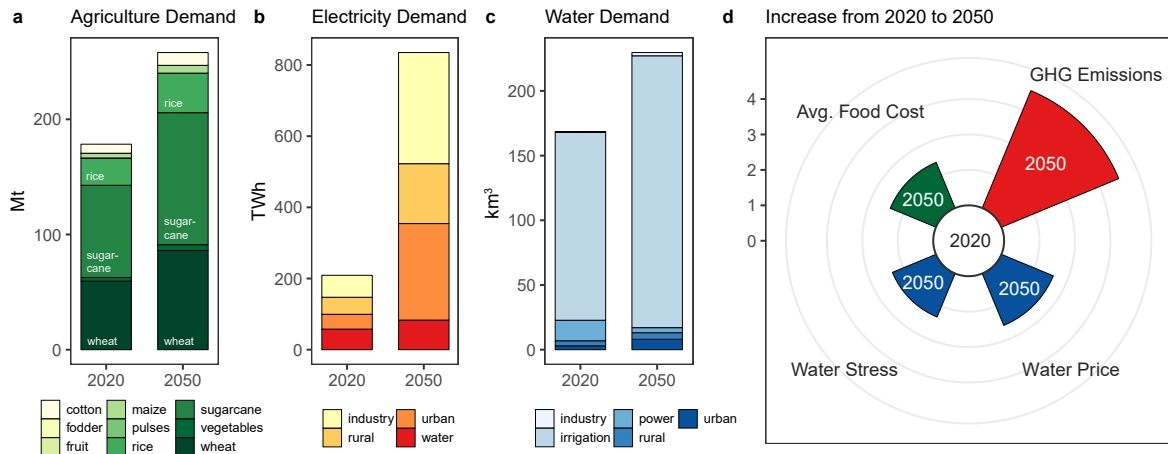 a Agriculture Demand
Mt
200
100
0
rice
sugar-
cane
wheat
rice
sugar-
cane
wheat
2020 2050
cotton maize sugarcane
fodder pulses vegetables
fruit rice wheat
b Electricity Demand
TWh
800
600
400
200
0
2020 2050
industry urban
rural water
c Water Demand
km³
200
150
100
50
0
2020 2050
industry power urban
irrigation rural
d Increase from 2020 to 2050
GHG Emissions
Avg. Food Cost
4
3
2
1
0
2050
2050
2020
2050
2050
Water Stress
Water Price